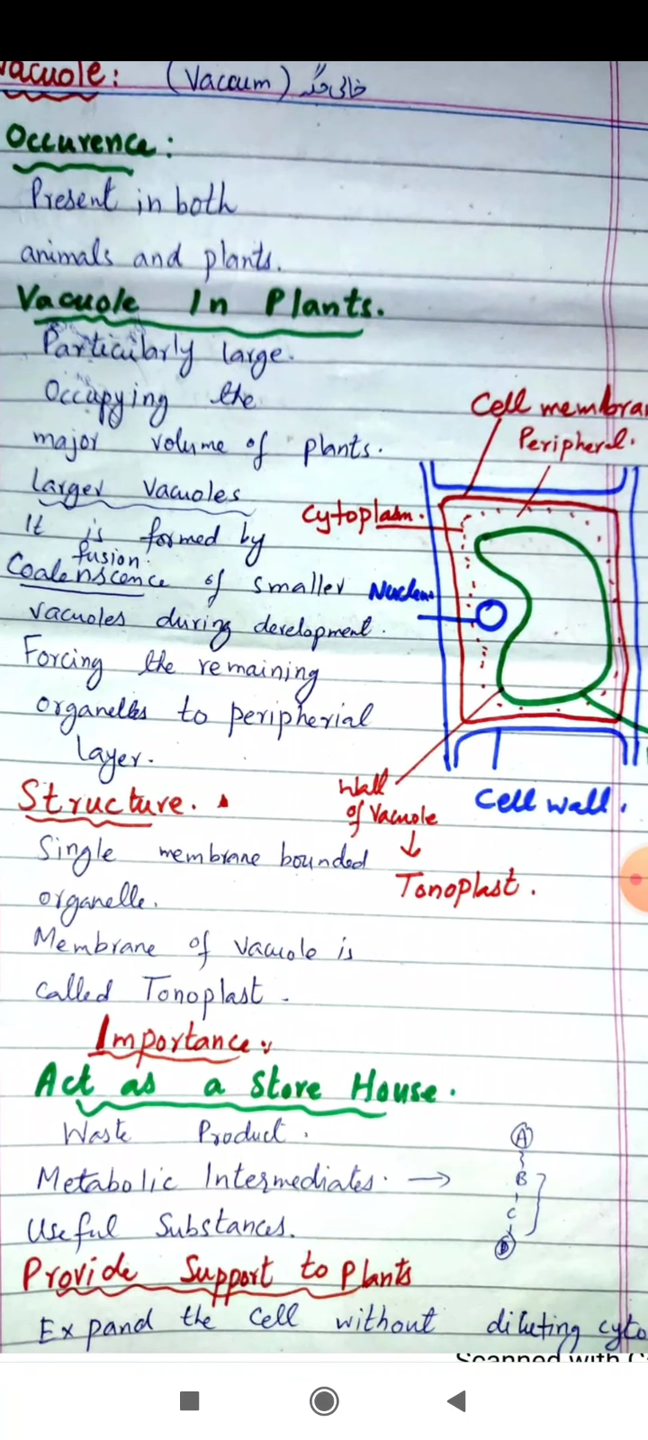 Vacuole: (Vacaum) خالی جگہ
Occurence:
Present in both
animals and plants.
Vacuole In Plants.
Particularly large.
Occupying the
major volume of plants.
Larger Vacuoles
It is formed by
fusion.
Coalenscence of smaller
vacuoles during development.
Forcing the remaining
organelles to peripherial
layer.
Cell membra
Peripheral.
Cytoplasm.
Nucleus
Wall
of Vacuole
↓
Tonoplast.
Cell wall.
Structure.
Single membrane bounded
organelle.
Membrane of vacuole is
called Tonoplast.
Importance.
Act as a Store House.
Waste Product.
Metabolic Intermediates. →
A
B
C
D
Useful Substances.
Provide Support to Plants
Expand the cell without diluting cyto
Scanned with C